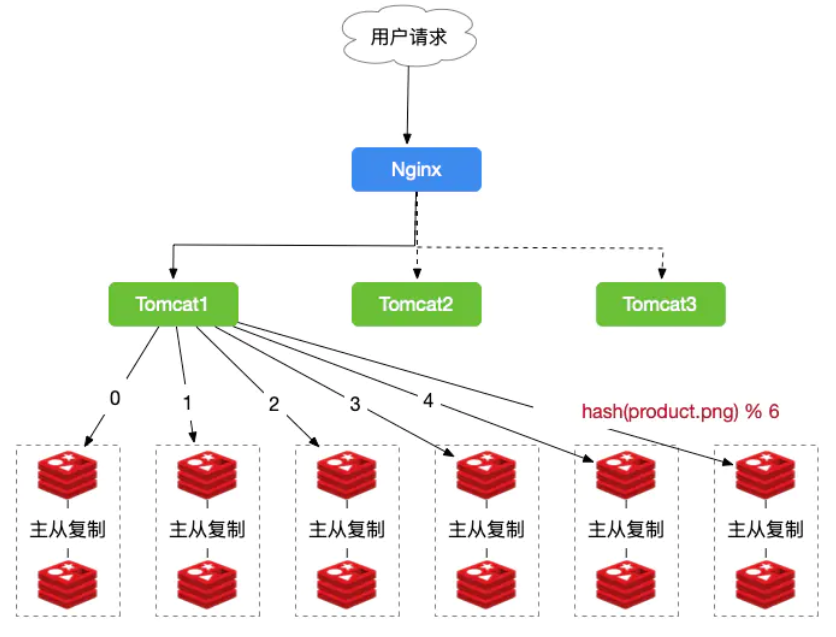 用户请求
Nginx
Tomcat1
Tomcat2
Tomcat3
0
1
2
3
4
hash(product.png) % 6
主从复制
主从复制
主从复制
主从复制
主从复制
主从复制